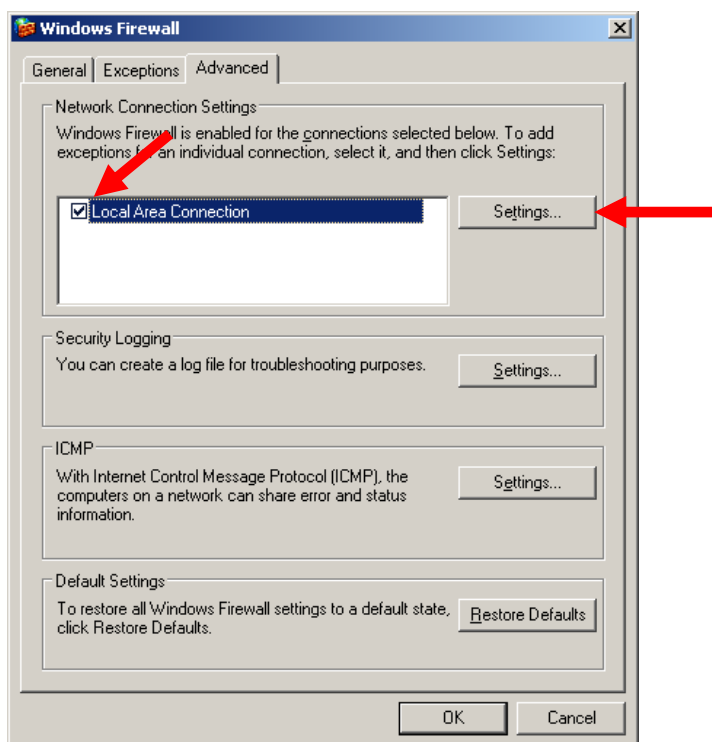 Windows Firewall
General Exceptions Advanced
Network Connection Settings
Windows Firewall is enabled for the connections selected
below. To add
exceptions for an individual connection, select it, and then click Settings:
Local Area Connection
Settings...
Security Logging
You can create a log file for troubleshooting purposes.
Settings...
ICMP
With Internet Control Message Protocol (ICMP), the
computers on a network can share error and status
information.
Settings...
Default Settings
To restore all Windows Firewall settings to a default state,
click Restore Defaults.
Restore Defaults
OK Cancel